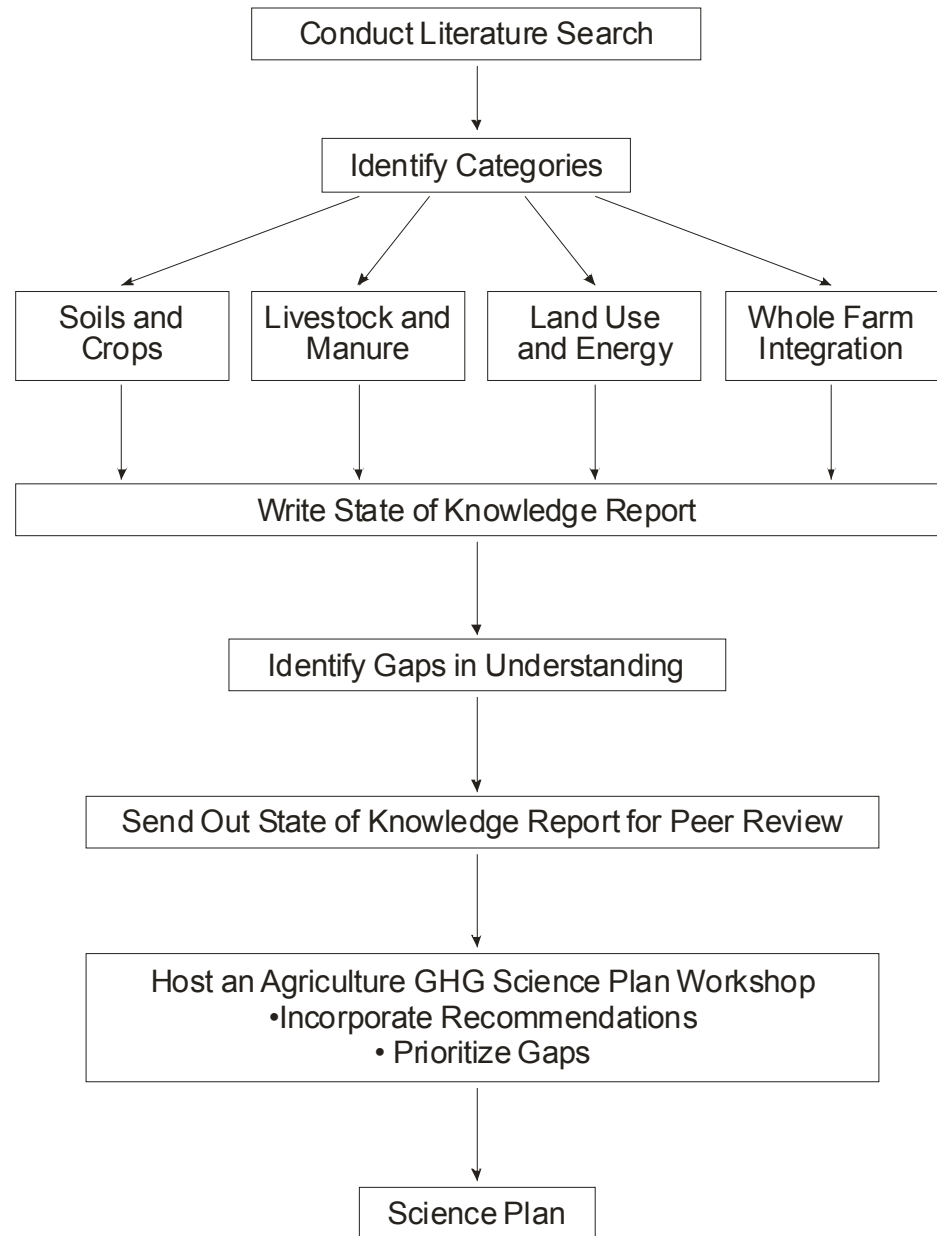 Conduct Literature Search
Identify Categories
Soils and
Crops
Livestock and
Manure
Land Use
and Energy
Whole Farm
Integration
Write State of Knowledge Report
Identify Gaps in Understanding
Send Out State of Knowledge Report for Peer Review
Host an Agriculture GHG Science Plan Workshop
•Incorporate Recommendations
• Prioritize Gaps
Science Plan